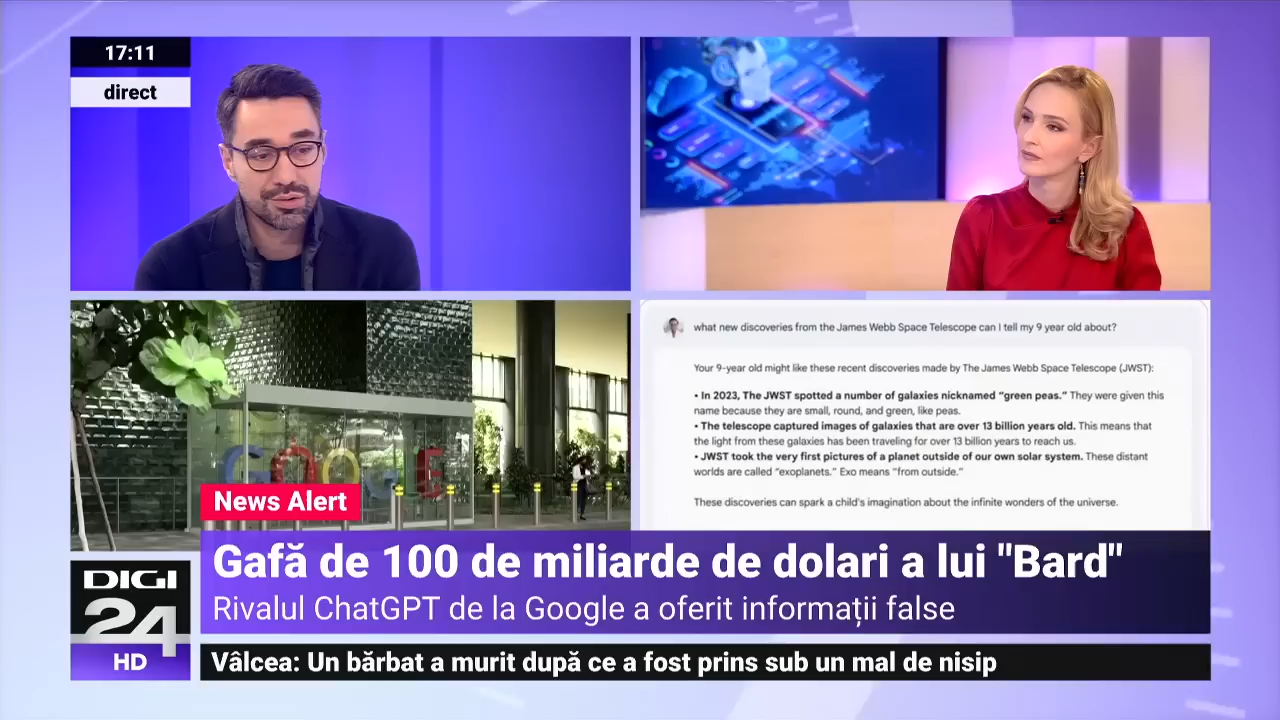 17:11
direct
what new discoveries from the James Webb Space Telescope can I tell my 9 year old about?
Your 9-year old might like these recent discoveries made by The James Webb Space Telescope (JWST):
• In 2023, The JWST spotted a number of galaxies nicknamed “green peas.” They were given this
name because they are small, round, and green, like peas.
• The telescope captured images of galaxies that are over 13 billion years old. This means that
the light from these galaxies has been traveling for over 13 billion years to reach us.
• JWST took the very first pictures of a planet outside of our own solar system. These distant
worlds are called “exoplanets.” Exo means “from outside.”
These discoveries can spark a child's imagination about the infinite wonders of the universe.
GOOGLE
News Alert
Gafă de 100 de miliarde de dolari a lui "Bard"
Rivalul ChatGPT de la Google a oferit informații false
DIGI
24
HD
Vâlcea: Un bărbat a murit după ce a fost prins sub un mal de nisip